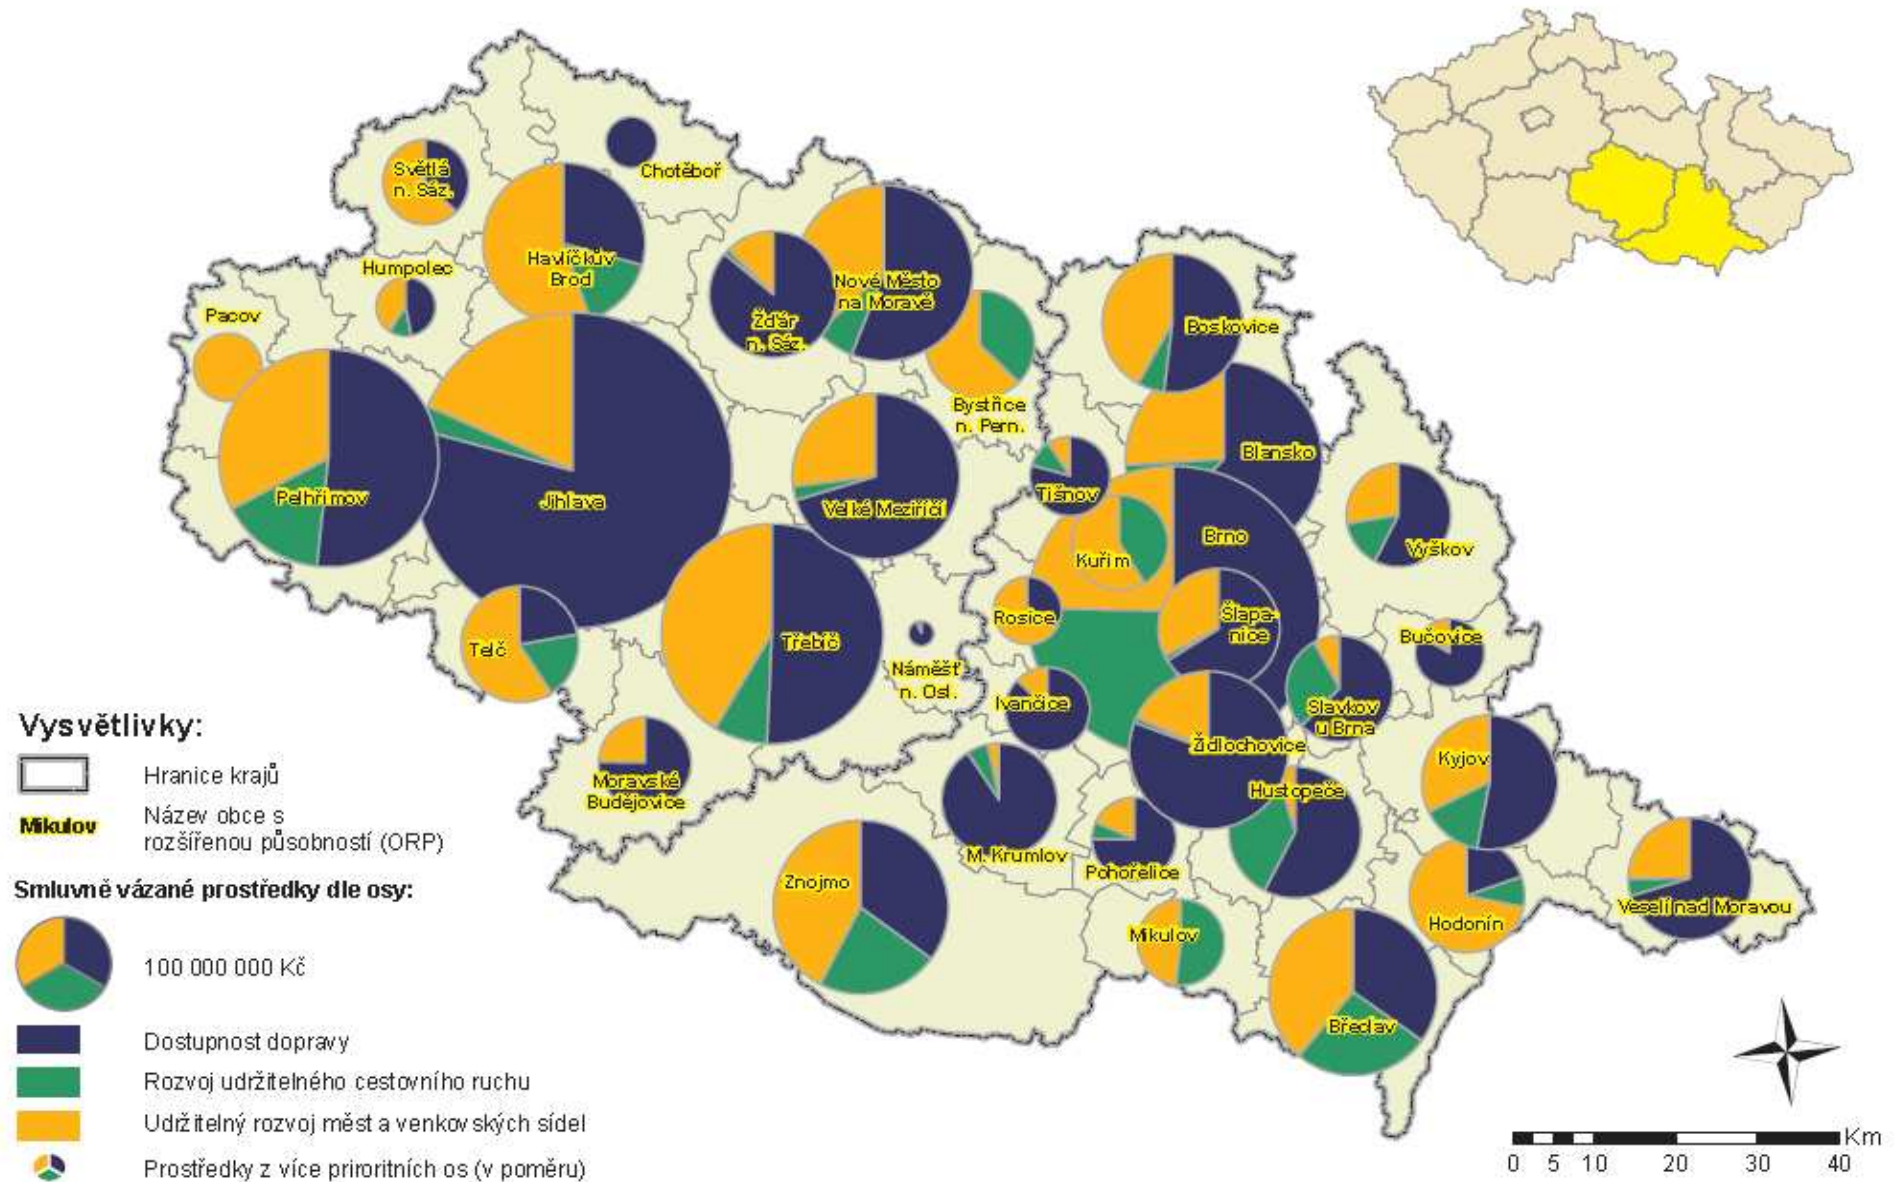 Chotěboř
Světlá
n. Sáz.
Havlíčkův
Brod
Humpolec
Pacov
Žďár
n. Sáz.
Nové Město
na Moravě
Boskovice
Bystřice
n. Pern.
Blansko
Pelhřimov
Jihlava
Velké Meziříčí
Tišnov
Brno
Vyškov
Kuřim
Šlapa-
nice
Rosice
Bučovice
Telč
Třebíč
Náměšť
n. Osl.
Ivančice
Slavkov
u Brna
Židlochovice
Kyjov
Hustopeče
Moravské
Budějovice
M. Krumlov
Pohořelice
Znojmo
Mikulov
Hodonín
Veselí nad Moravou
Břeclav
Vysvětlivky:
Hranice krajů
Mikulov
Název obce s
rozšířenou působností (ORP)
Smluvně vázané prostředky dle osy:
100 000 000 Kč
Dostupnost dopravy
Rozvoj udržitelného cestovního ruchu
Udržitelný rozvoj měst a venkovských sídel
Prostředky z více priroritních os (v poměru)
Km
0 5 10 20 30 40